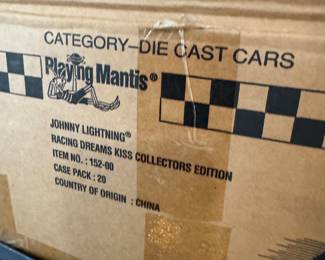 CATEGORY–DIE CAST CARS
Playing Mantis®
JOHNNY LIGHTNING®
RACING DREAMS KISS COLLECTORS EDITION
ITEM NO. : 152-00
CASE PACK : 20
COUNTRY OF ORIGIN : CHINA